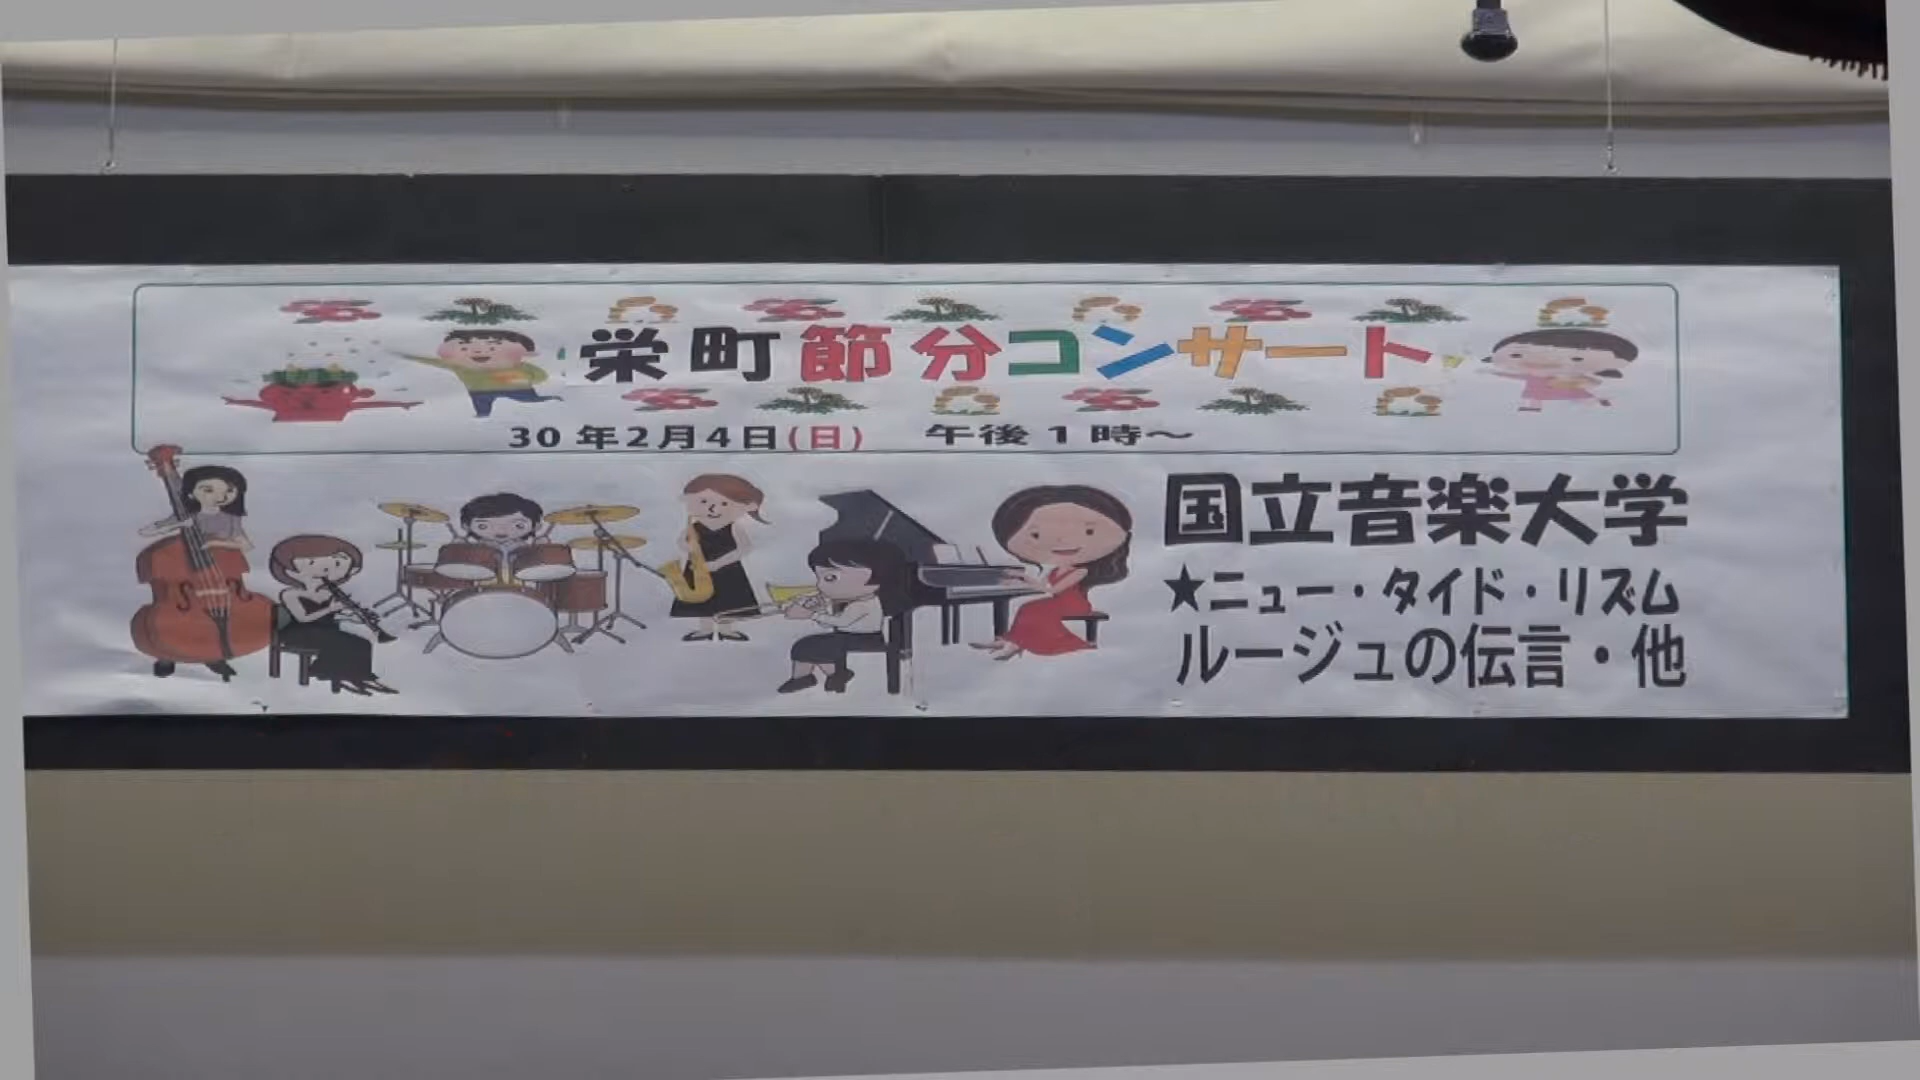 栄町節分コンサート
30年2月4日(日) 午後1時～
国立音楽大学
★ニュー・タイド・リズム
ルージュの伝言・他